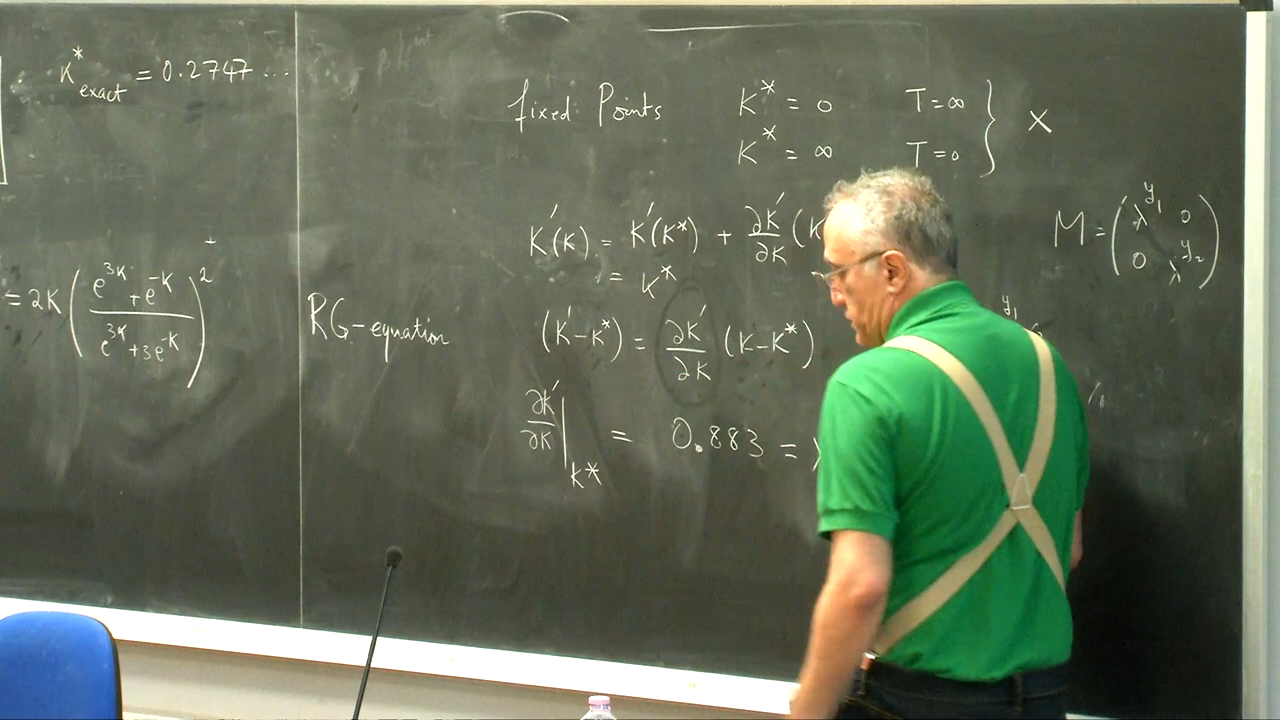 K*exact = 0.2747 ...
= 2K ( (e^3K + e^-K) / (e^3K + 3e^-K) )^2
fixed Points K* = 0 T = ∞
K* = ∞ T = 0 } X
K'(K) = K'(K*) + ∂K'/∂K (K
= K*
M = ( λ^y1 0
0 λ^y2 )
RG-equation
(K' - K*) = ∂K'/∂K (K - K*)
y1
∂K'/∂K |K* = 0.883 =